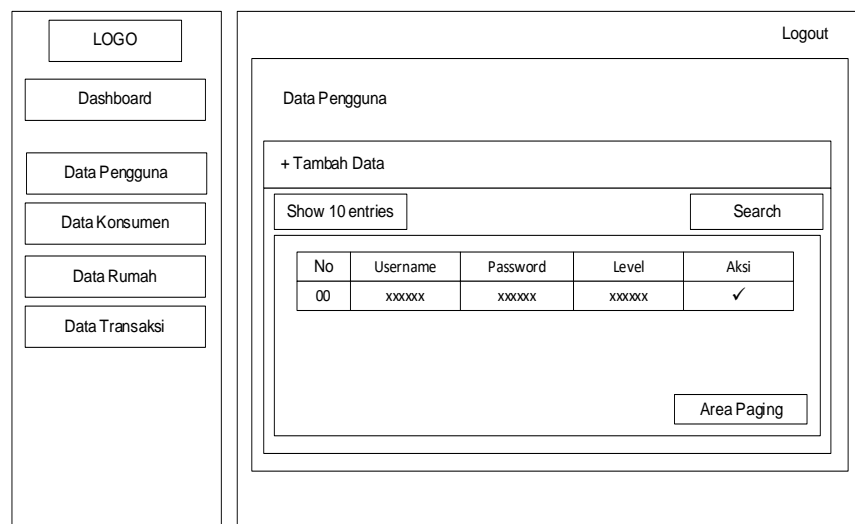 LOGO
Dashboard
Data Pengguna
Data Konsumen
Data Rumah
Data Transaksi
Logout
Data Pengguna
+ Tambah Data
Show 10 entries
Search
No Username Password Level Aksi
00 xxxxxx xxxxxx xxxxxx ✓
Area Paging